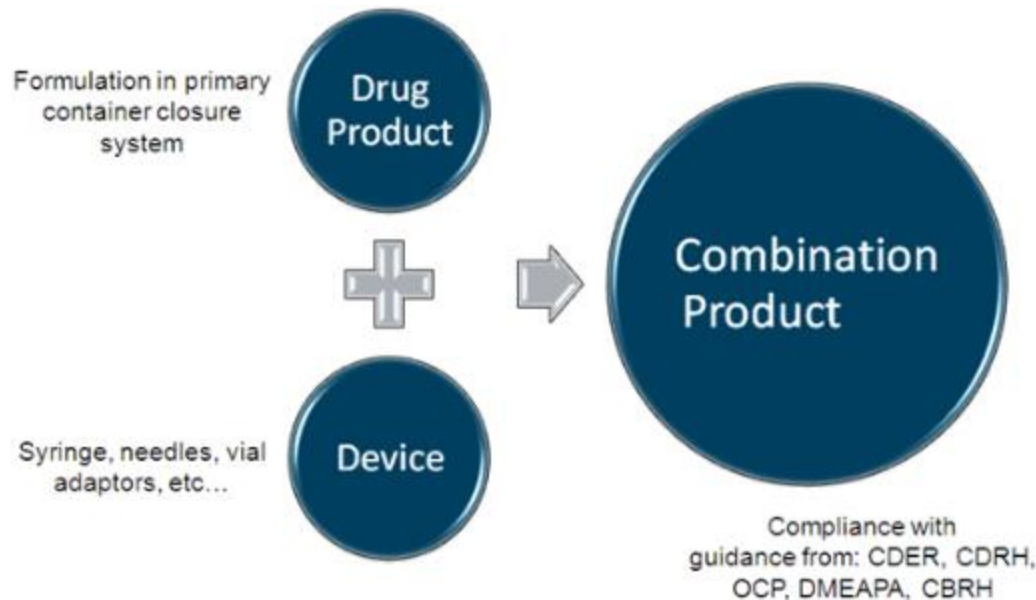 Formulation in primary
container closure
system
Drug
Product
Combination
Product
Syringe, needles, vial
adaptors, etc...
Device
Compliance with
guidance from: CDER, CDRH,
OCP, DMEAPA, CBRH